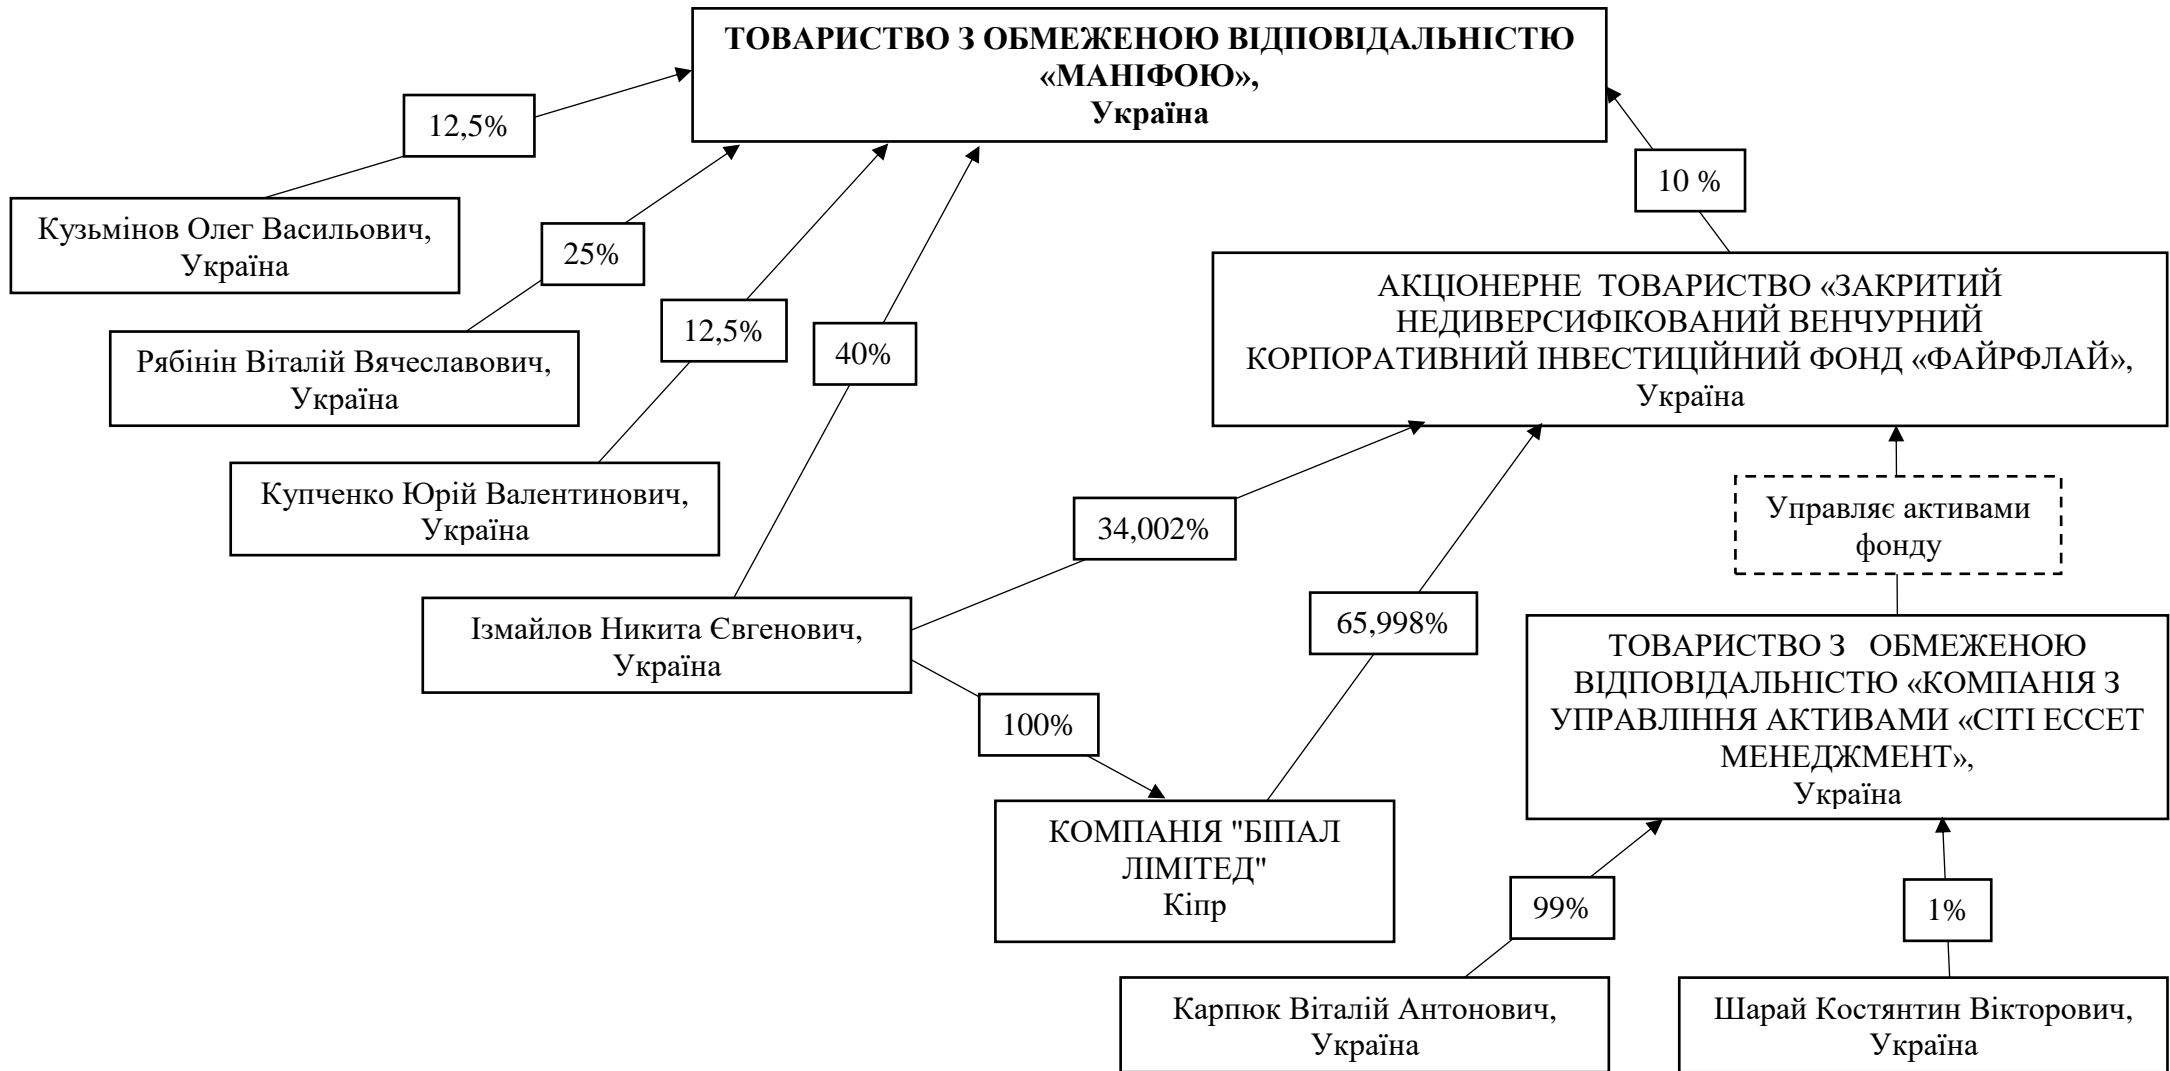 ТОВАРИСТВО З ОБМЕЖЕНОЮ ВІДПОВІДАЛЬНІСТЮ
«МАНІФОЮ»,
Україна
12,5%
10 %
Кузьмінов Олег Васильович,
Україна
25%
АКЦІОНЕРНЕ ТОВАРИСТВО «ЗАКРИТИЙ
НЕДИВЕРСИФІКОВАНИЙ ВЕНЧУРНИЙ
КОРПОРАТИВНИЙ ІНВЕСТИЦІЙНИЙ ФОНД «ФАЙРФЛАЙ»,
Україна
12,5%
40%
Рябінін Віталій Вячеславович,
Україна
Купченко Юрій Валентинович,
Україна
34,002%
Управляє активами
фонду
Ізмайлов Никита Євгенович,
Україна
65,998%
ТОВАРИСТВО З ОБМЕЖЕНОЮ
ВІДПОВІДАЛЬНІСТЮ «КОМПАНІЯ З
УПРАВЛІННЯ АКТИВАМИ «СІТІ ЕССЕТ
МЕНЕДЖМЕНТ»,
Україна
100%
КОМПАНІЯ "БІПАЛ
ЛІМІТЕД"
Кіпр
99%
1%
Карпюк Віталій Антонович,
Україна
Шарай Костянтин Вікторович,
Україна